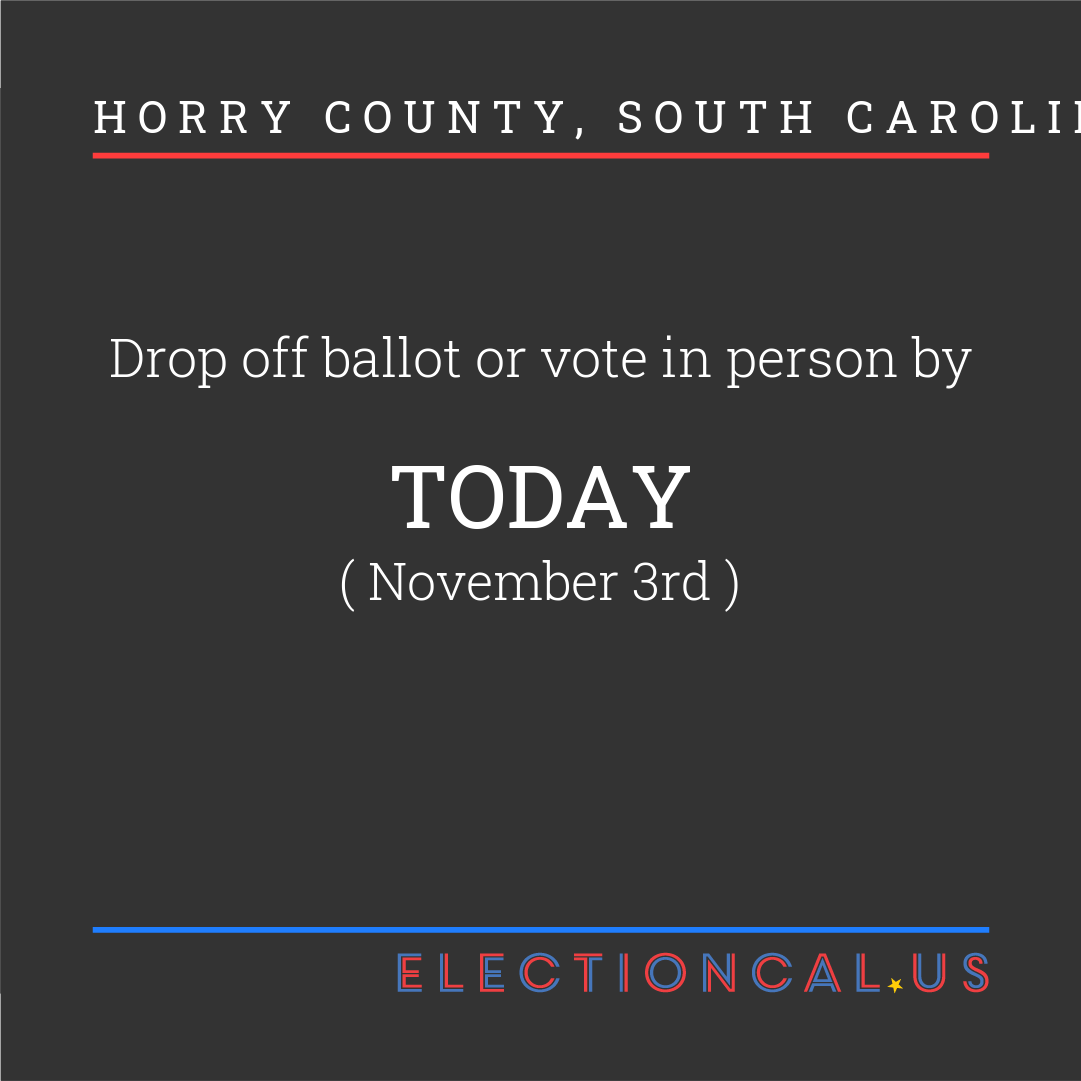 HORRY COUNTY, SOUTH CAROLI
Drop off ballot or vote in person by
TODAY
( November 3rd )
ELECTIONCAL.US